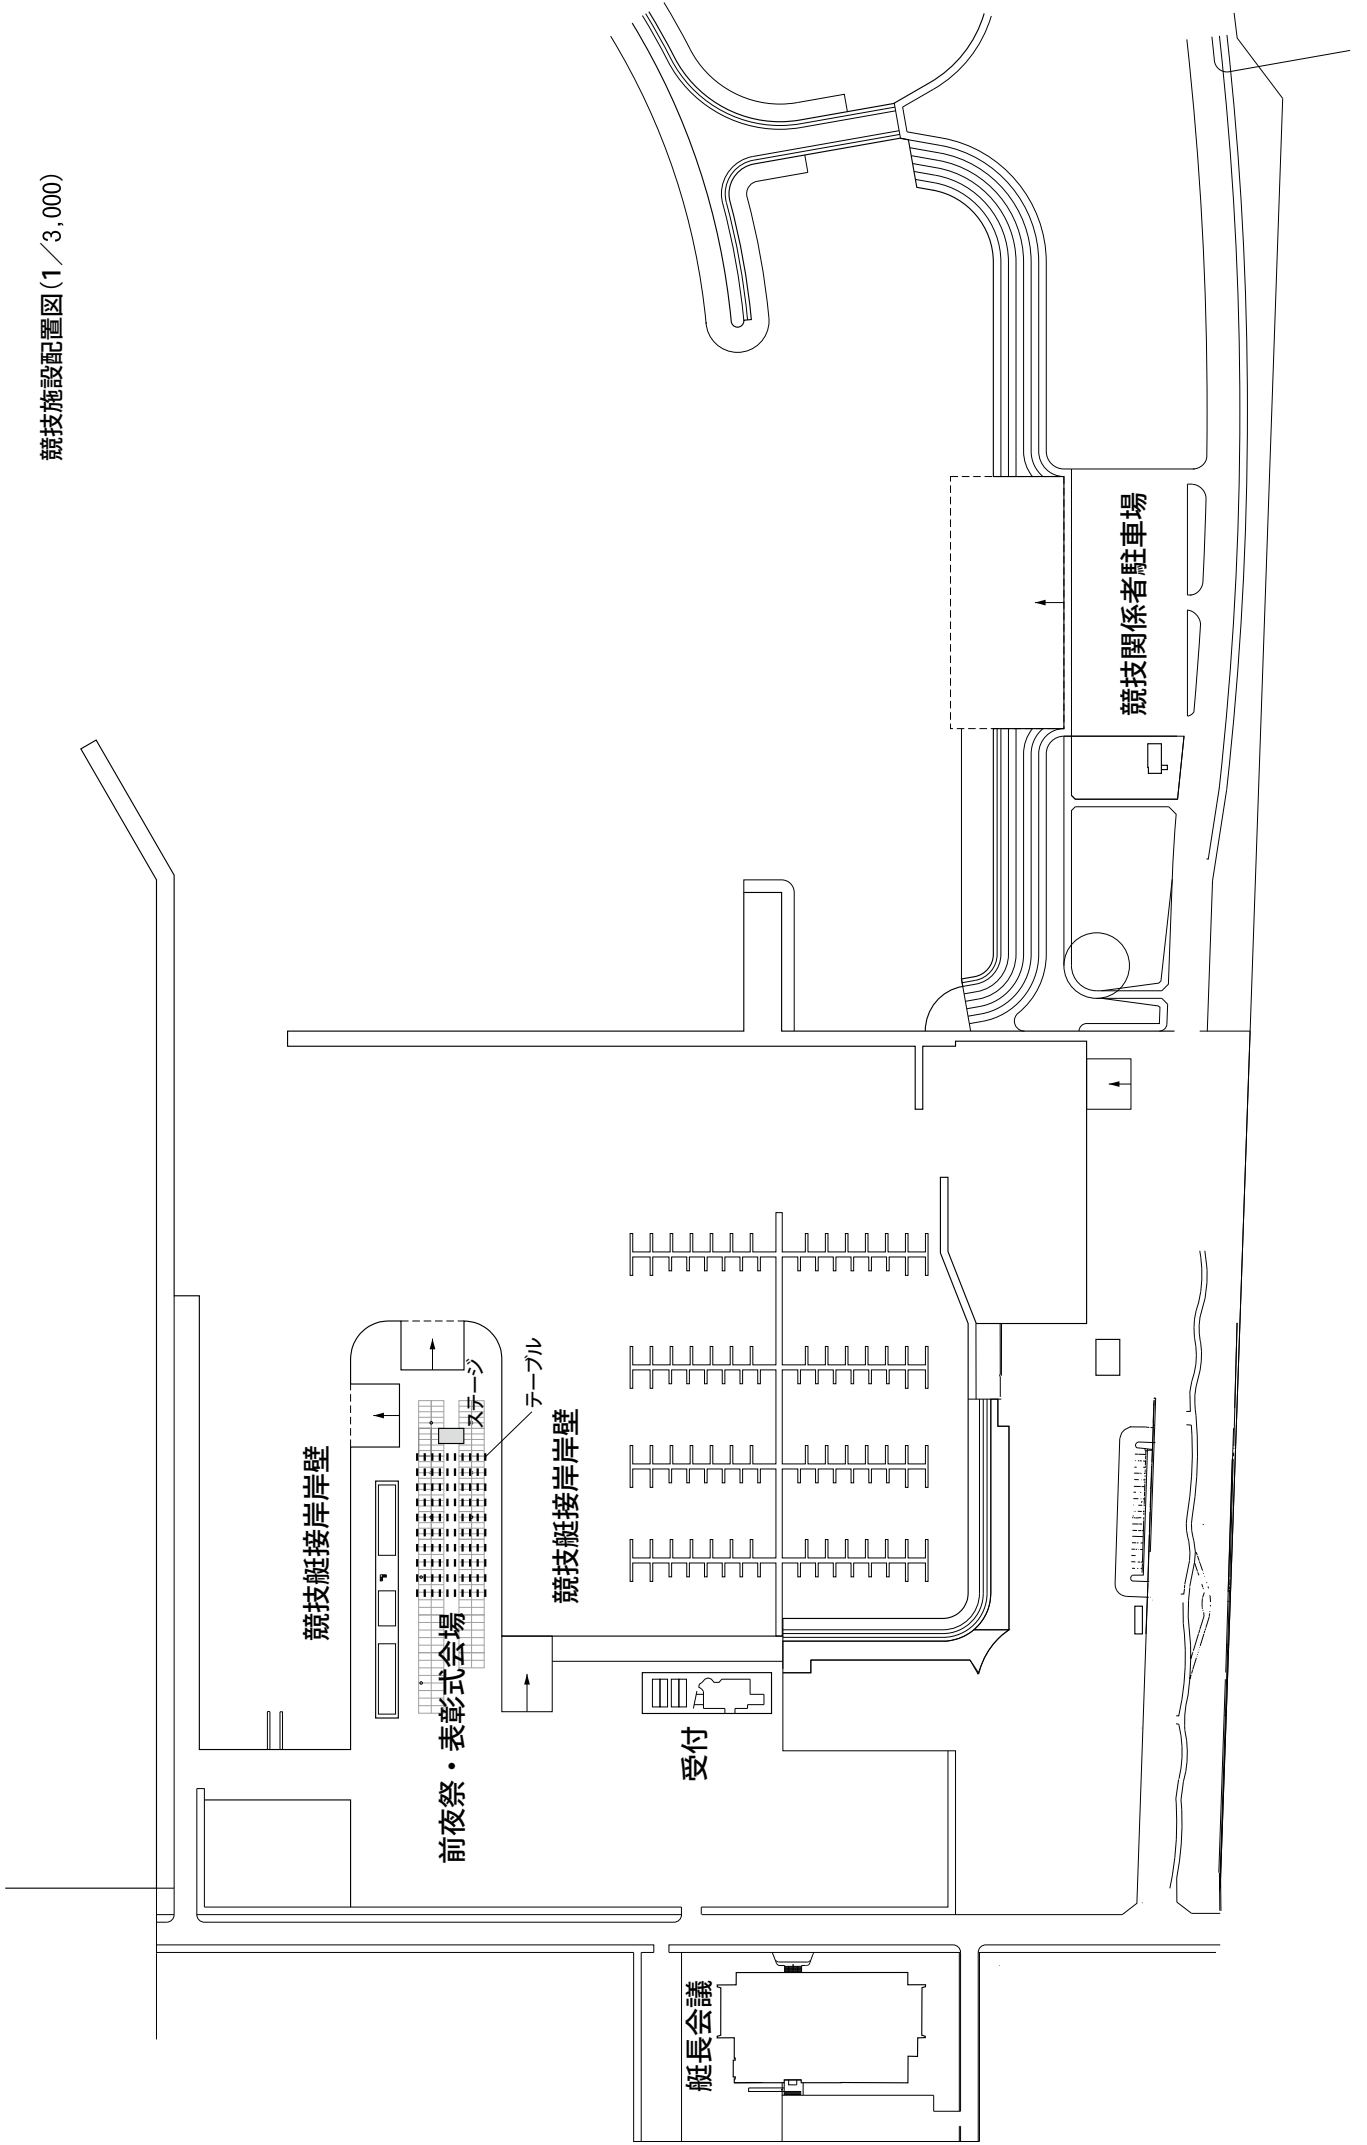 競技施設配置図(1／3,000)
競技関係者駐車場
競技艇接岸岸壁
ステージ
テーブル
競技艇接岸岸壁
前夜祭・表彰式会場
受付
艇長会議